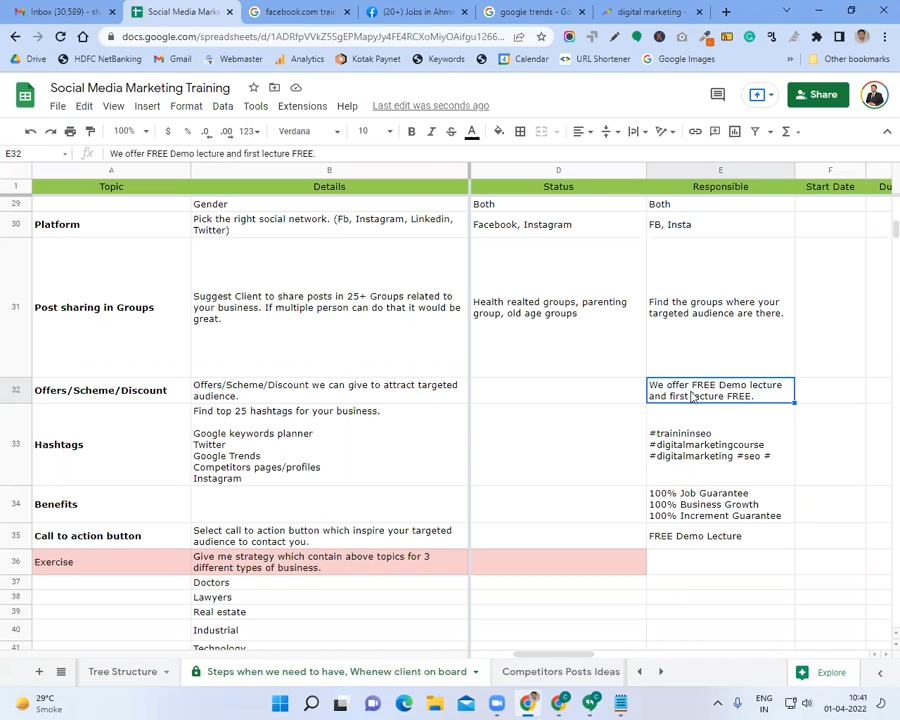 Inbox (30,589) - sh
Social Media Mark
facebook.com train
(20+) Jobs in Ahm
google trends - Go
digital marketing -
docs.google.com/spreadsheets/d/1ADRfpVVkZ5CTgEPMapyJy4FE4RCXoMiyOAifgu1266...
Drive
HDFC NetBanking
Gmail
Webmaster
Analytics
Kotak Paynet
Keywords
Calendar
URL Shortener
Google Images
»
Other bookmarks
Social Media Marketing Training
File Edit View Insert Format Data Tools Extensions Help Last edit was seconds ago
Share
100% $ % .0 .00 123 Verdana 10 B I S A
E32 fx We offer FREE Demo lecture and first lecture FREE.
A B D E F
1 Topic Details Status Responsible Start Date Du
29 Gender Both Both
30 Platform Pick the right social network. (Fb, Instagram, Linkedin, Twitter) Facebook, Instagram FB, Insta
31 Post sharing in Groups Suggest Client to share posts in 25+ Groups related to
your business. If multiple person can do that it would be
great.
Health realted groups, parenting
group, old age groups
Find the groups where your
targeted audience are there.
32 Offers/Scheme/Discount Offers/Scheme/Discount we can give to attract targeted
audience.
We offer FREE Demo lecture
and first lecture FREE.
33 Hashtags Find top 25 hashtags for your business.
Google keywords planner
Twitter
Google Trends
Competitors pages/profiles
Instagram
#trainininseo
#digitalmarketingcourse
#digitalmarketing #seo #
34 Benefits
100% Job Guarantee
100% Business Growth
100% Increment Guarantee
35 Call to action button Select call to action button which inspire your targeted
audience to contact you.
FREE Demo Lecture
36 Exercise Give me strategy which contain above topics for 3
different types of business.
37 Doctors
38 Lawyers
39 Real estate
40 Industrial
41 Technology
Tree Structure
Steps when we need to have, Whenew client on board
Competitors Posts Ideas
Explore
29°C
Smoke
ENG
IN
10:41
01-04-2022